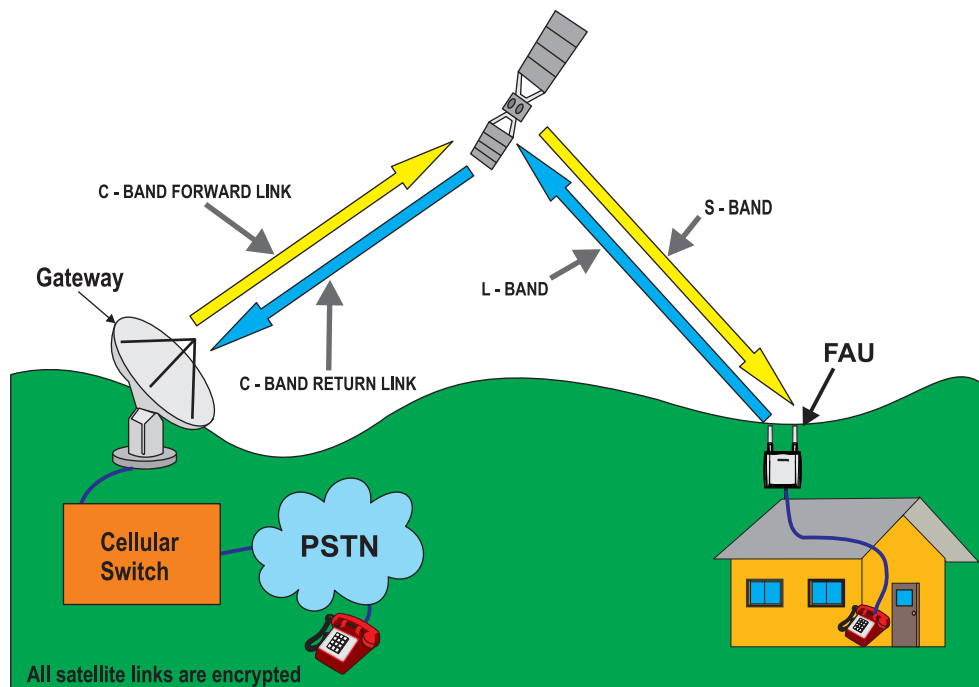 C - BAND FORWARD LINK
S - BAND
L - BAND
Gateway
C - BAND RETURN LINK
FAU
Cellular
Switch
PSTN
All satellite links are encrypted